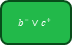 b⁻ ∨ c⁺